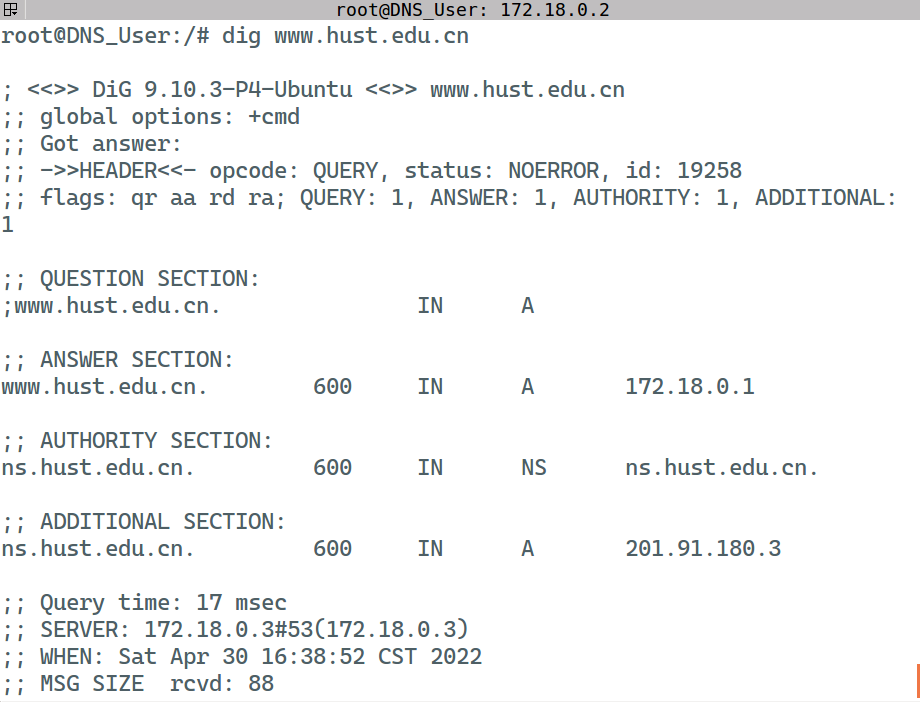 root@DNS_User: 172.18.0.2
root@DNS_User:/# dig www.hust.edu.cn
; <<>> DiG 9.10.3-P4-Ubuntu <<>> www.hust.edu.cn
;; global options: +cmd
;; Got answer:
;; ->>HEADER<<- opcode: QUERY, status: NOERROR, id: 19258
;; flags: qr aa rd ra; QUERY: 1, ANSWER: 1, AUTHORITY: 1, ADDITIONAL:
1
;; QUESTION SECTION:
;www.hust.edu.cn. IN A
;; ANSWER SECTION:
www.hust.edu.cn. 600 IN A 172.18.0.1
;; AUTHORITY SECTION:
ns.hust.edu.cn. 600 IN NS ns.hust.edu.cn.
;; ADDITIONAL SECTION:
ns.hust.edu.cn. 600 IN A 201.91.180.3
;; Query time: 17 msec
;; SERVER: 172.18.0.3#53(172.18.0.3)
;; WHEN: Sat Apr 30 16:38:52 CST 2022
;; MSG SIZE rcvd: 88